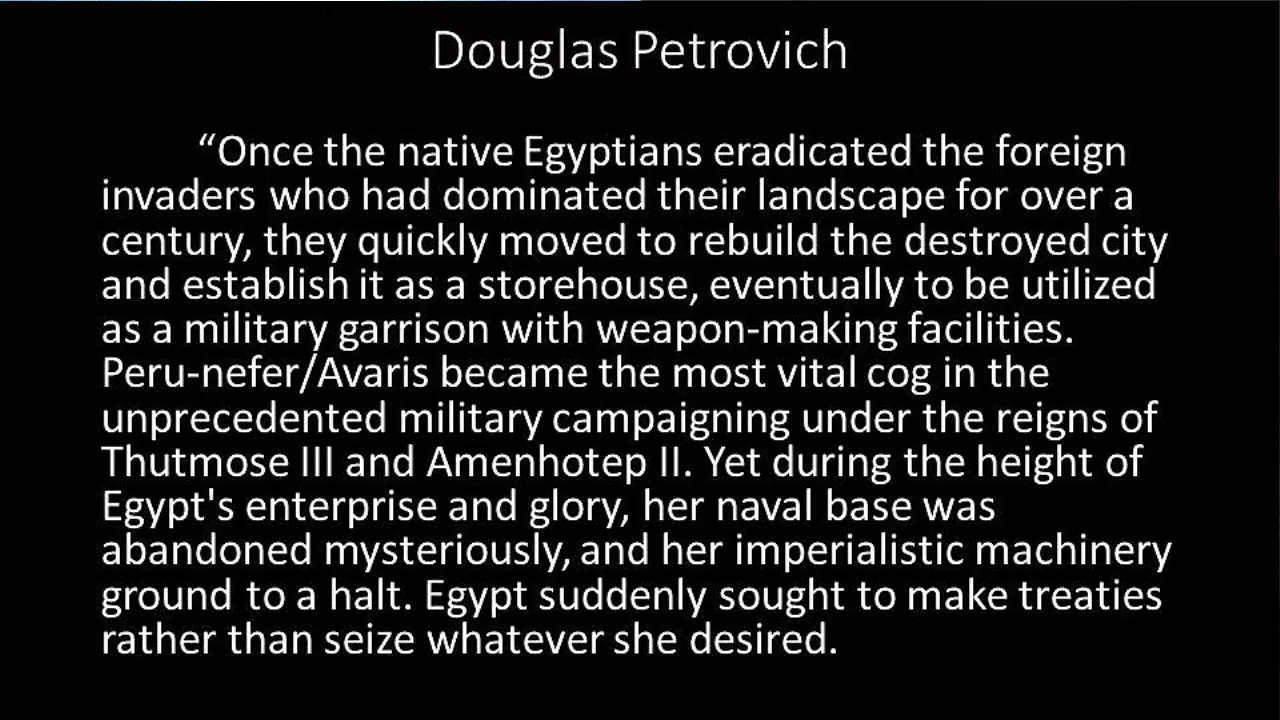 Douglas Petrovich
“Once the native Egyptians eradicated the foreign
invaders who had dominated their landscape for over a
century, they quickly moved to rebuild the destroyed city
and establish it as a storehouse, eventually to be utilized
as a military garrison with weapon-making facilities.
Peru-nefer/Avaris became the most vital cog in the
unprecedented military campaigning under the reigns of
Thutmose III and Amenhotep II. Yet during the height of
Egypt's enterprise and glory, her naval base was
abandoned mysteriously, and her imperialistic machinery
ground to a halt. Egypt suddenly sought to make treaties
rather than seize whatever she desired.